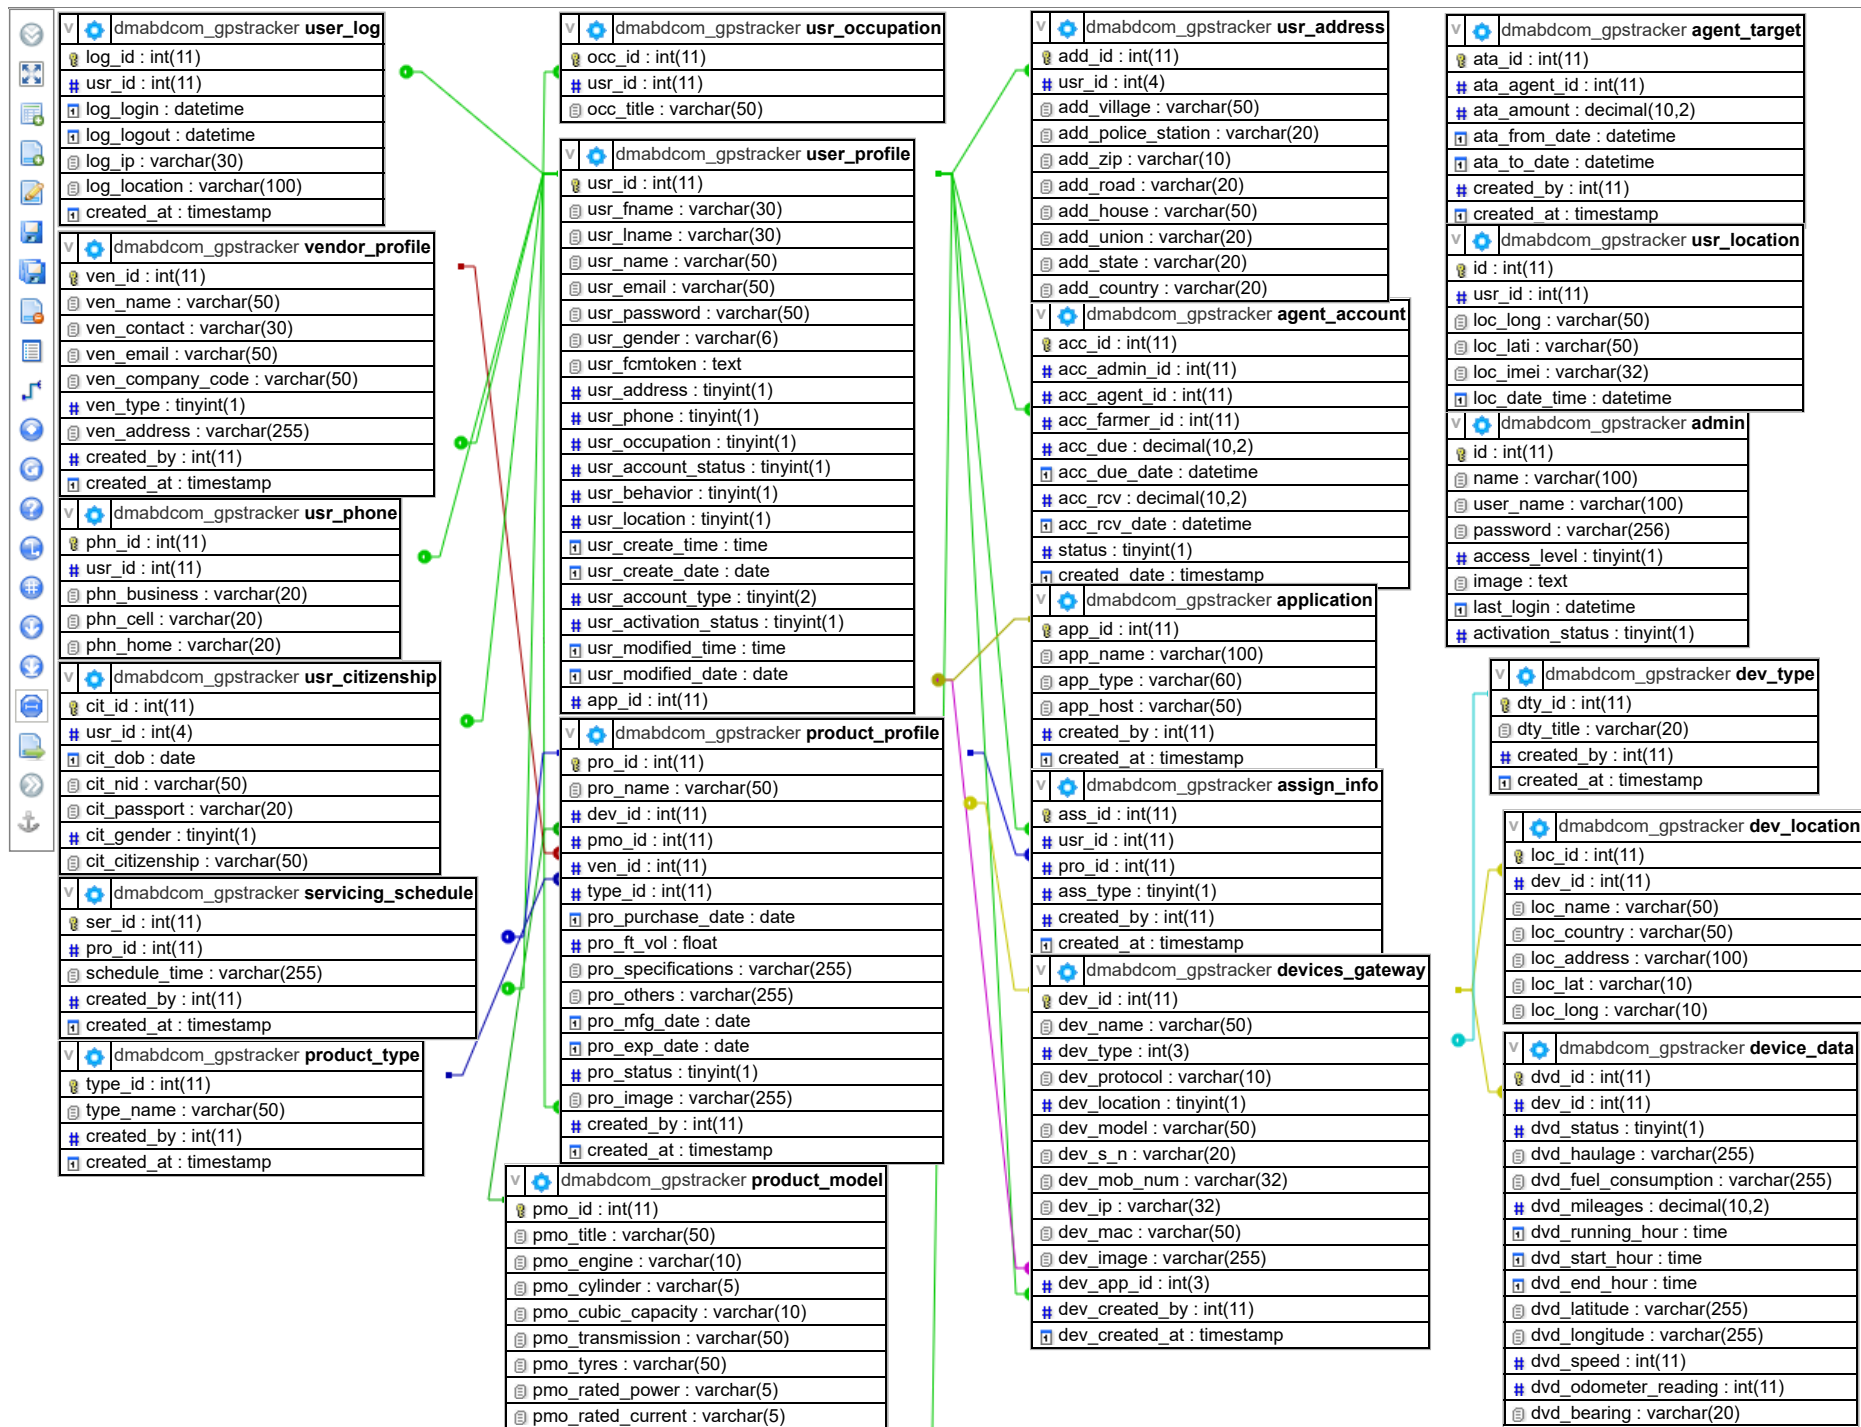 dmabdcom_gpstracker user_log
log_id : int(11)
usr_id : int(11)
log_login : datetime
log_logout : datetime
log_ip : varchar(30)
log_location : varchar(100)
created_at : timestamp
dmabdcom_gpstracker vendor_profile
ven_id : int(11)
ven_name : varchar(50)
ven_contact : varchar(30)
ven_email : varchar(50)
ven_company_code : varchar(50)
ven_type : tinyint(1)
ven_address : varchar(255)
created_by : int(11)
created_at : timestamp
dmabdcom_gpstracker usr_phone
phn_id : int(11)
usr_id : int(11)
phn_business : varchar(20)
phn_cell : varchar(20)
phn_home : varchar(20)
dmabdcom_gpstracker usr_citizenship
cit_id : int(11)
usr_id : int(4)
cit_dob : date
cit_nid : varchar(50)
cit_passport : varchar(20)
cit_gender : tinyint(1)
cit_citizenship : varchar(50)
dmabdcom_gpstracker servicing_schedule
ser_id : int(11)
pro_id : int(11)
schedule_time : varchar(255)
created_by : int(11)
created_at : timestamp
dmabdcom_gpstracker product_type
type_id : int(11)
type_name : varchar(50)
created_by : int(11)
created_at : timestamp
dmabdcom_gpstracker usr_occupation
occ_id : int(11)
usr_id : int(11)
occ_title : varchar(50)
dmabdcom_gpstracker user_profile
usr_id : int(11)
usr_fname : varchar(30)
usr_lname : varchar(30)
usr_name : varchar(50)
usr_email : varchar(50)
usr_password : varchar(50)
usr_gender : varchar(6)
usr_fcmtoken : text
usr_address : tinyint(1)
usr_phone : tinyint(1)
usr_occupation : tinyint(1)
usr_account_status : tinyint(1)
usr_behavior : tinyint(1)
usr_location : tinyint(1)
usr_create_time : time
usr_create_date : date
usr_account_type : tinyint(2)
usr_activation_status : tinyint(1)
usr_modified_time : time
usr_modified_date : date
app_id : int(11)
dmabdcom_gpstracker product_profile
pro_id : int(11)
pro_name : varchar(50)
dev_id : int(11)
pmo_id : int(11)
ven_id : int(11)
type_id : int(11)
pro_purchase_date : date
pro_ft_vol : float
pro_specifications : varchar(255)
pro_others : varchar(255)
pro_mfg_date : date
pro_exp_date : date
pro_status : tinyint(1)
pro_image : varchar(255)
created_by : int(11)
created_at : timestamp
dmabdcom_gpstracker product_model
pmo_id : int(11)
pmo_title : varchar(50)
pmo_engine : varchar(10)
pmo_cylinder : varchar(5)
pmo_cubic_capacity : varchar(10)
pmo_transmission : varchar(50)
pmo_tyres : varchar(50)
pmo_rated_power : varchar(5)
pmo_rated_current : varchar(5)
dmabdcom_gpstracker usr_address
add_id : int(11)
usr_id : int(4)
add_village : varchar(50)
add_police_station : varchar(20)
add_zip : varchar(10)
add_road : varchar(20)
add_house : varchar(50)
add_union : varchar(20)
add_state : varchar(20)
add_country : varchar(20)
dmabdcom_gpstracker agent_account
acc_id : int(11)
acc_admin_id : int(11)
acc_agent_id : int(11)
acc_farmer_id : int(11)
acc_due : decimal(10,2)
acc_due_date : datetime
acc_rcv : decimal(10,2)
acc_rcv_date : datetime
status : tinyint(1)
created_date : timestamp
dmabdcom_gpstracker application
app_id : int(11)
app_name : varchar(100)
app_type : varchar(60)
app_host : varchar(50)
created_by : int(11)
created_at : timestamp
dmabdcom_gpstracker assign_info
ass_id : int(11)
usr_id : int(11)
pro_id : int(11)
ass_type : tinyint(1)
created_by : int(11)
created_at : timestamp
dmabdcom_gpstracker devices_gateway
dev_id : int(11)
dev_name : varchar(50)
dev_type : int(3)
dev_protocol : varchar(10)
dev_location : tinyint(1)
dev_model : varchar(50)
dev_s_n : varchar(20)
dev_mob_num : varchar(32)
dev_ip : varchar(32)
dev_mac : varchar(50)
dev_image : varchar(255)
dev_app_id : int(3)
dev_created_by : int(11)
dev_created_at : timestamp
dmabdcom_gpstracker agent_target
ata_id : int(11)
ata_agent_id : int(11)
ata_amount : decimal(10,2)
ata_from_date : datetime
ata_to_date : datetime
created_by : int(11)
created_at : timestamp
dmabdcom_gpstracker usr_location
id : int(11)
usr_id : int(11)
loc_long : varchar(50)
loc_lati : varchar(50)
loc_imei : varchar(32)
loc_date_time : datetime
dmabdcom_gpstracker admin
id : int(11)
name : varchar(100)
user_name : varchar(100)
password : varchar(256)
access_level : tinyint(1)
image : text
last_login : datetime
activation_status : tinyint(1)
dmabdcom_gpstracker dev_type
dty_id : int(11)
dty_title : varchar(20)
created_by : int(11)
created_at : timestamp
dmabdcom_gpstracker dev_location
loc_id : int(11)
dev_id : int(11)
loc_name : varchar(50)
loc_country : varchar(50)
loc_address : varchar(100)
loc_lat : varchar(10)
loc_long : varchar(10)
dmabdcom_gpstracker device_data
dvd_id : int(11)
dev_id : int(11)
dvd_status : tinyint(1)
dvd_haulage : varchar(255)
dvd_fuel_consumption : varchar(255)
dvd_mileages : decimal(10,2)
dvd_running_hour : time
dvd_start_hour : time
dvd_end_hour : time
dvd_latitude : varchar(255)
dvd_longitude : varchar(255)
dvd_speed : int(11)
dvd_odometer_reading : int(11)
dvd_bearing : varchar(20)